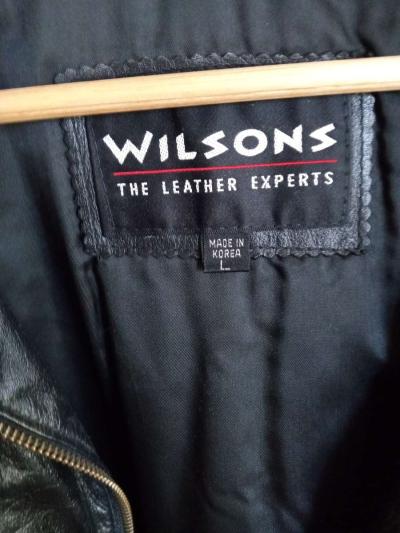 WILSONS
THE LEATHER EXPERTS
MADE IN
KOREA
L